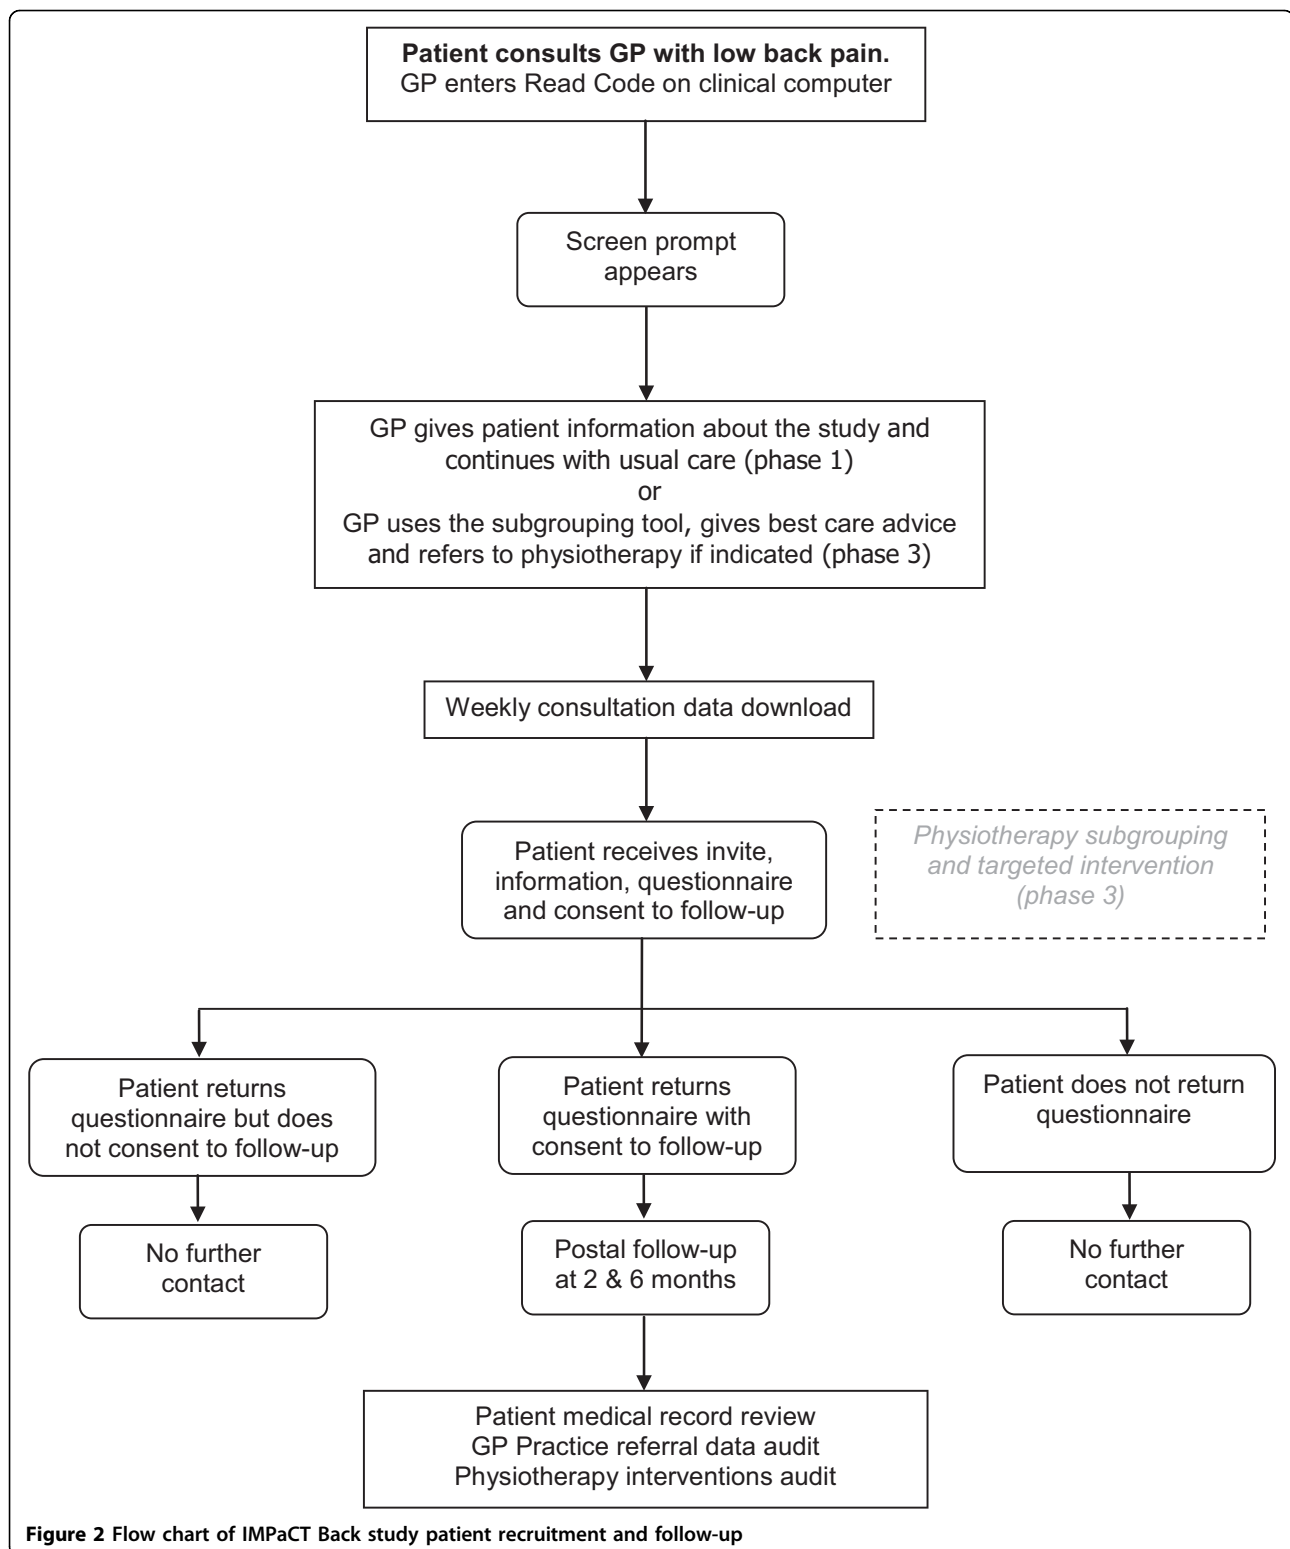 Patient consults GP with low back pain.
GP enters Read Code on clinical computer
Screen prompt
appears
GP gives patient information about the study and
continues with usual care (phase 1)
or
GP uses the subgrouping tool, gives best care advice
and refers to physiotherapy if indicated (phase 3)
Weekly consultation data download
Patient receives invite,
information, questionnaire
and consent to follow-up
Physiotherapy subgrouping
and targeted intervention
(phase 3)
Patient returns
questionnaire but does
not consent to follow-up
Patient returns
questionnaire with
consent to follow-up
Patient does not return
questionnaire
No further
contact
Postal follow-up
at 2 & 6 months
No further
contact
Patient medical record review
GP Practice referral data audit
Physiotherapy interventions audit
Figure 2 Flow chart of IMPaCT Back study patient recruitment and follow-up